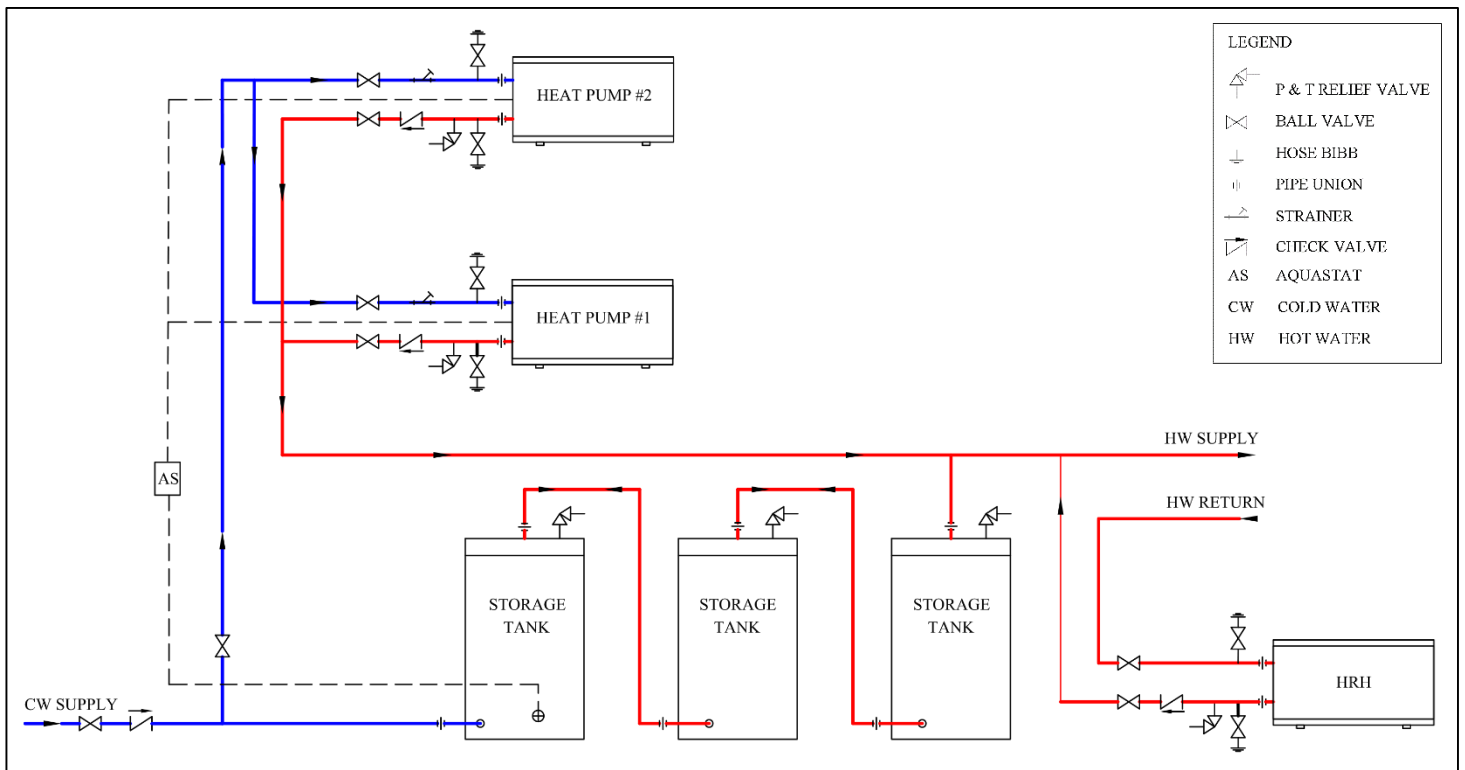 HEAT PUMP #2
HEAT PUMP #1
LEGEND
P & T RELIEF VALVE
BALL VALVE
HOSE BIBB
PIPE UNION
STRAINER
CHECK VALVE
AS AQUASTAT
CW COLD WATER
HW HOT WATER
HW SUPPLY
AS
HW RETURN
STORAGE
TANK
STORAGE
TANK
STORAGE
TANK
HRH
CW SUPPLY